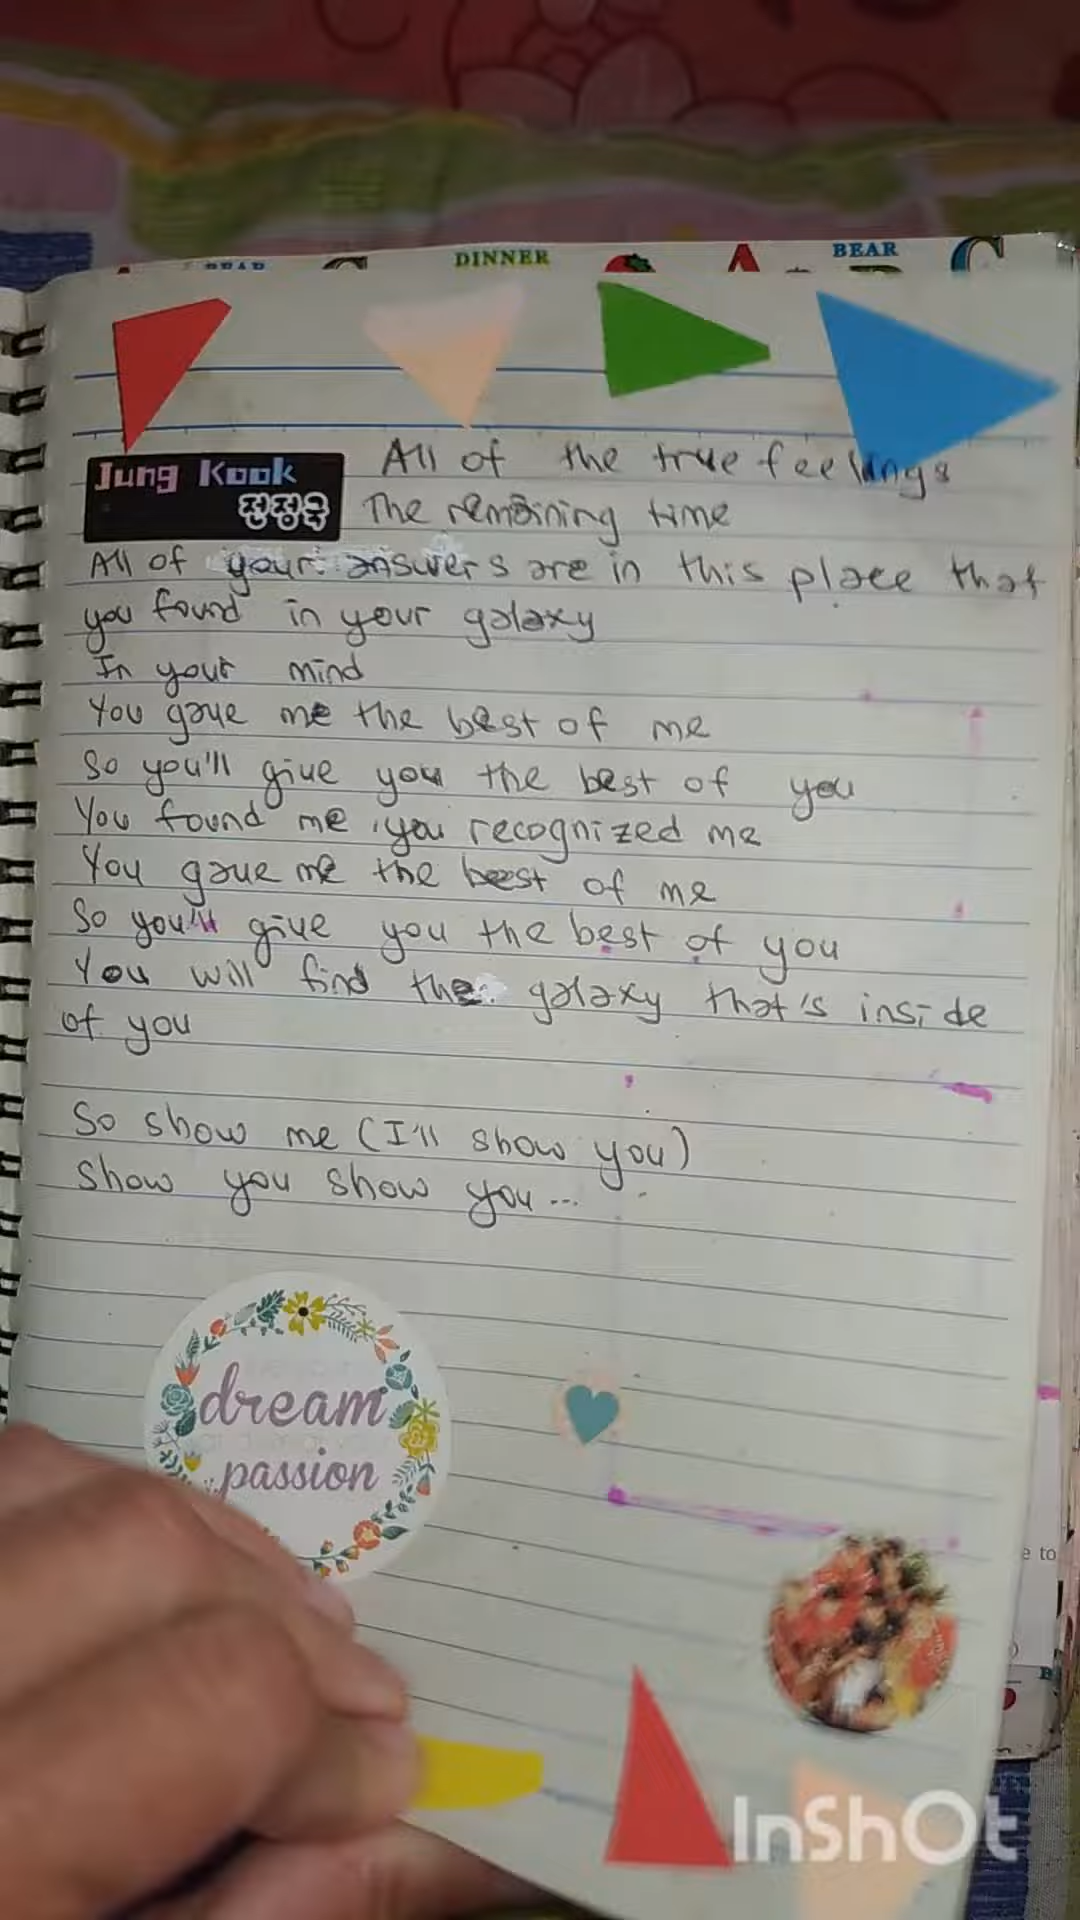 DINNER
BEAR
Jung Kook
전정국
All of the true feelings
The remaining time
All of your answers are in this place that
you found in your galaxy
In your mind
You gave me the best of me
So you'll give you the best of you
You found me, you recognized me
You gave me the best of me
So you'll give you the best of you
You will find the galaxy that's inside
of you
So show me (I'll show you)
Show you show you...
dream
passion
e to
B
InShOt